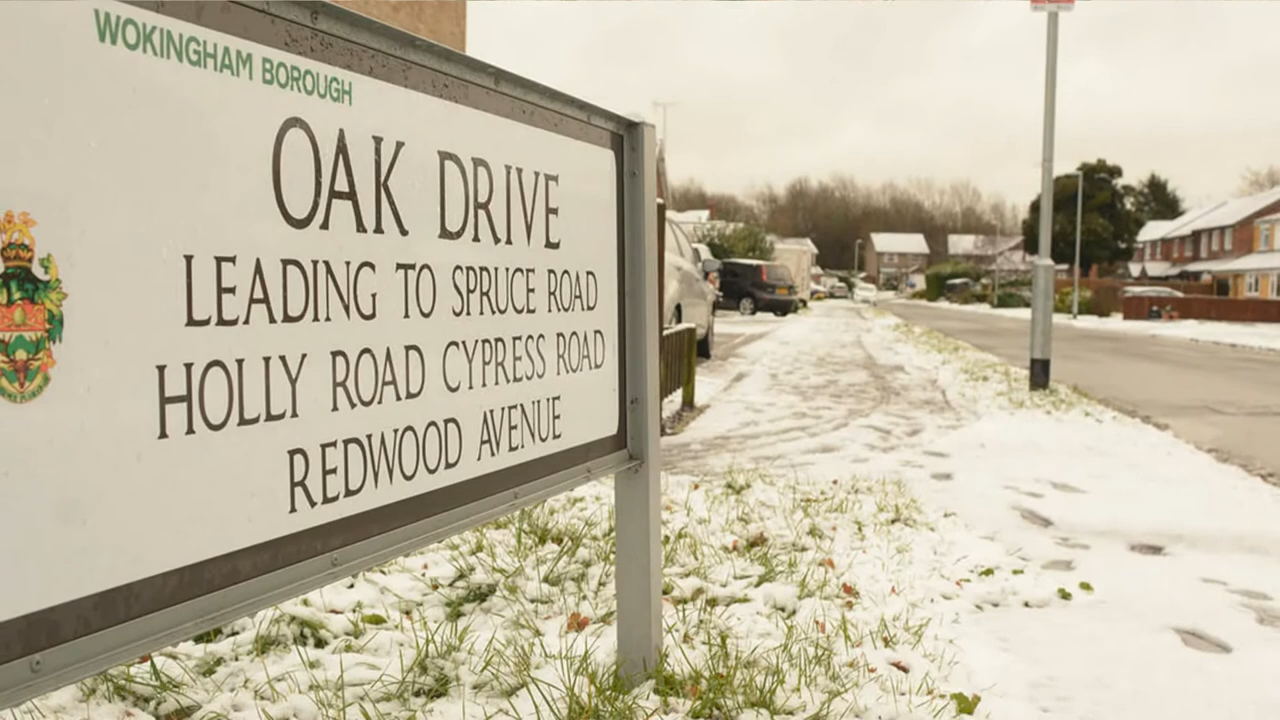 WOKINGHAM BOROUGH
OAK DRIVE
LEADING TO SPRUCE ROAD
HOLLY ROAD CYPRESS ROAD
REDWOOD AVENUE